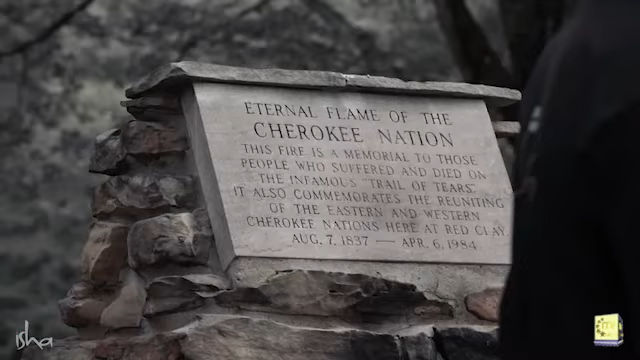 ETERNAL FLAME OF THE
CHEROKEE NATION
THIS FIRE IS A MEMORIAL TO THOSE
PEOPLE WHO SUFFERED AND DIED ON
THE INFAMOUS "TRAIL OF TEARS".
IT ALSO COMMEMORATES THE REUNITING
OF THE EASTERN AND WESTERN
CHEROKEE NATIONS HERE AT RED CLAY.
AUG. 7, 1837 — APR. 6, 1984
isha